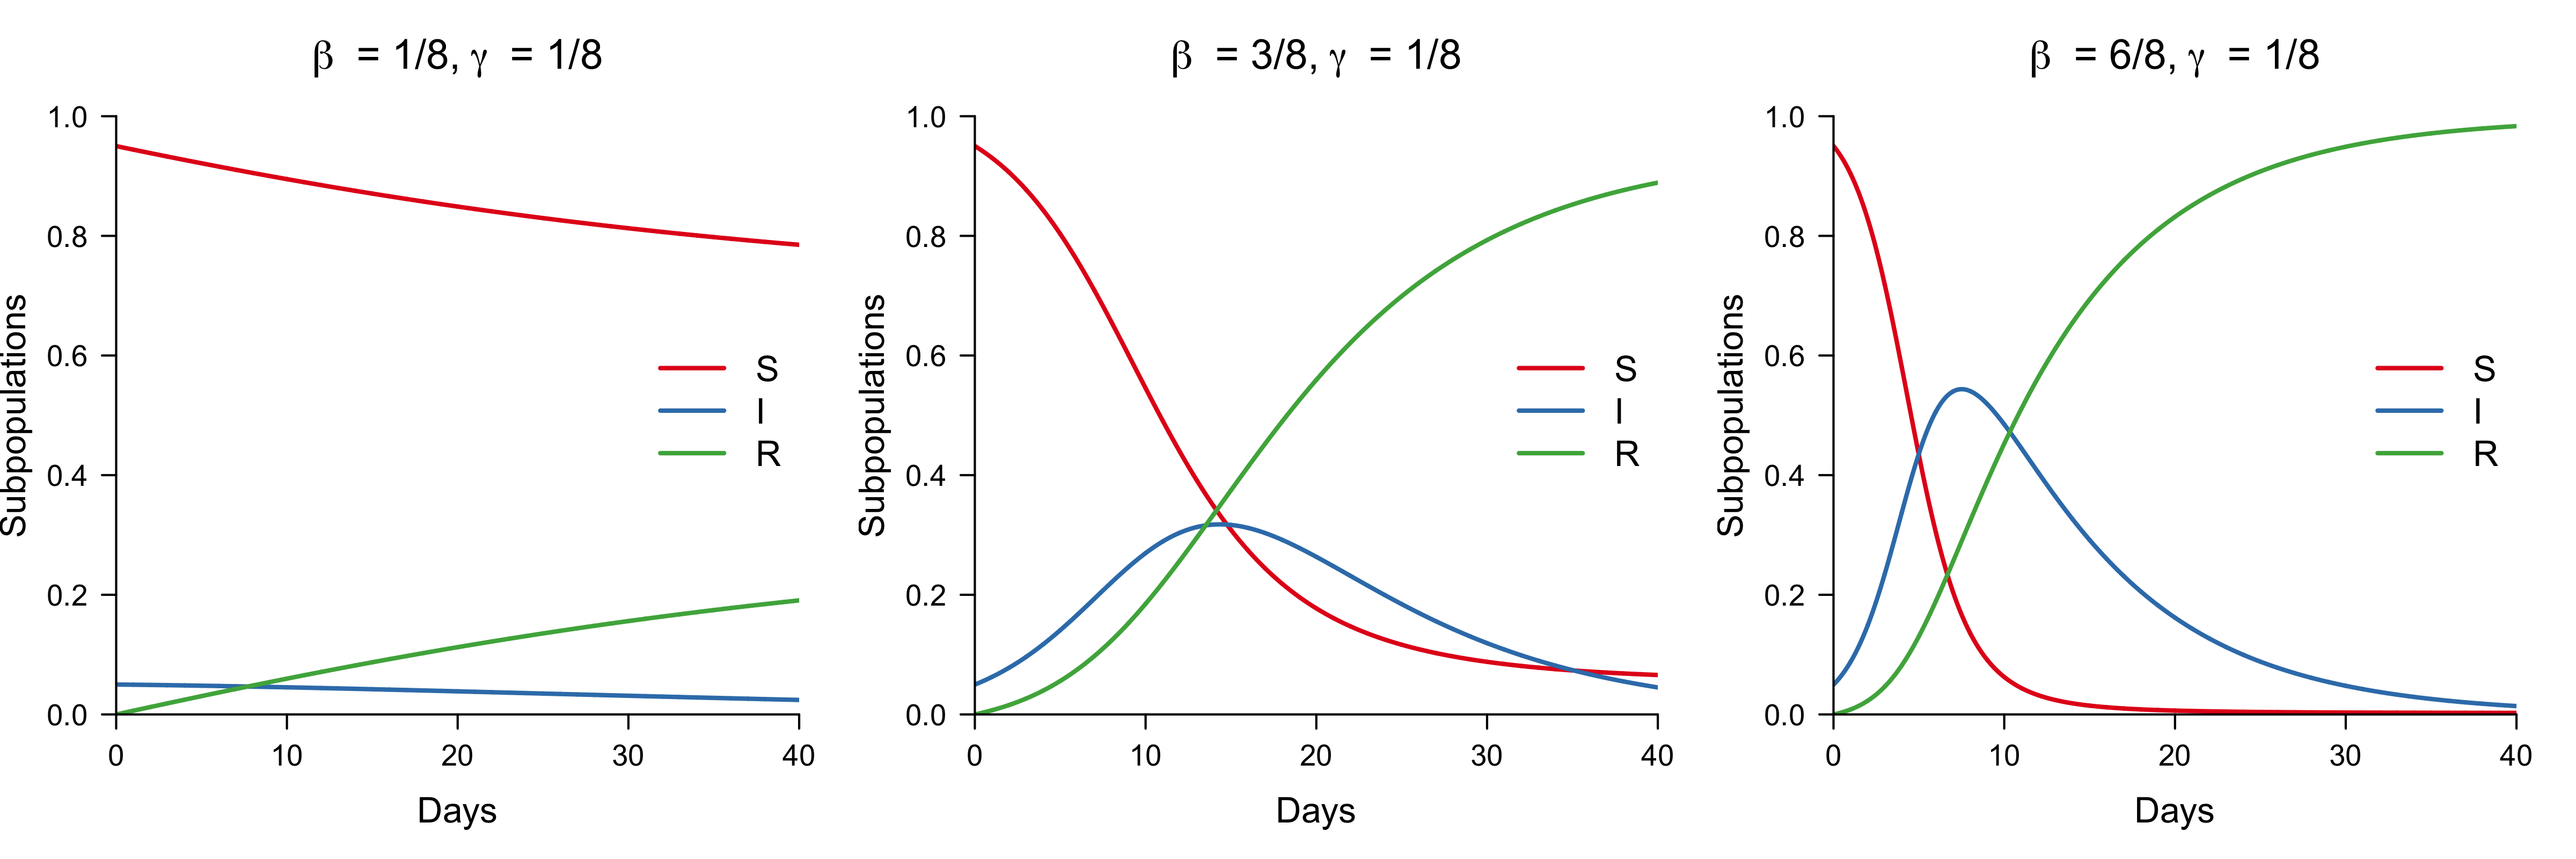 β = 1/8, γ = 1/8
Subpopulations
1.0
0.8
0.6
0.4
0.2
0.0
S
I
R
0 10 20 30 40
Days
β = 3/8, γ = 1/8
Subpopulations
1.0
0.8
0.6
0.4
0.2
0.0
S
I
R
0 10 20 30 40
Days
β = 6/8, γ = 1/8
Subpopulations
1.0
0.8
0.6
0.4
0.2
0.0
S
I
R
0 10 20 30 40
Days